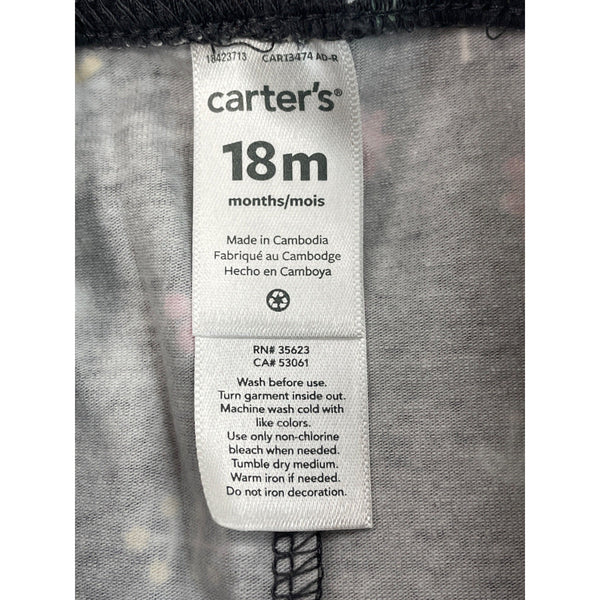 18423713 CAR13474 AD-R
carter's®
18m
months/mois
Made in Cambodia
Fabriqué au Cambodge
Hecho en Camboya
RN# 35623
CA# 53061
Wash before use.
Turn garment inside out.
Machine wash cold with
like colors.
Use only non-chlorine
bleach when needed.
Tumble dry medium.
Warm iron if needed.
Do not iron decoration.